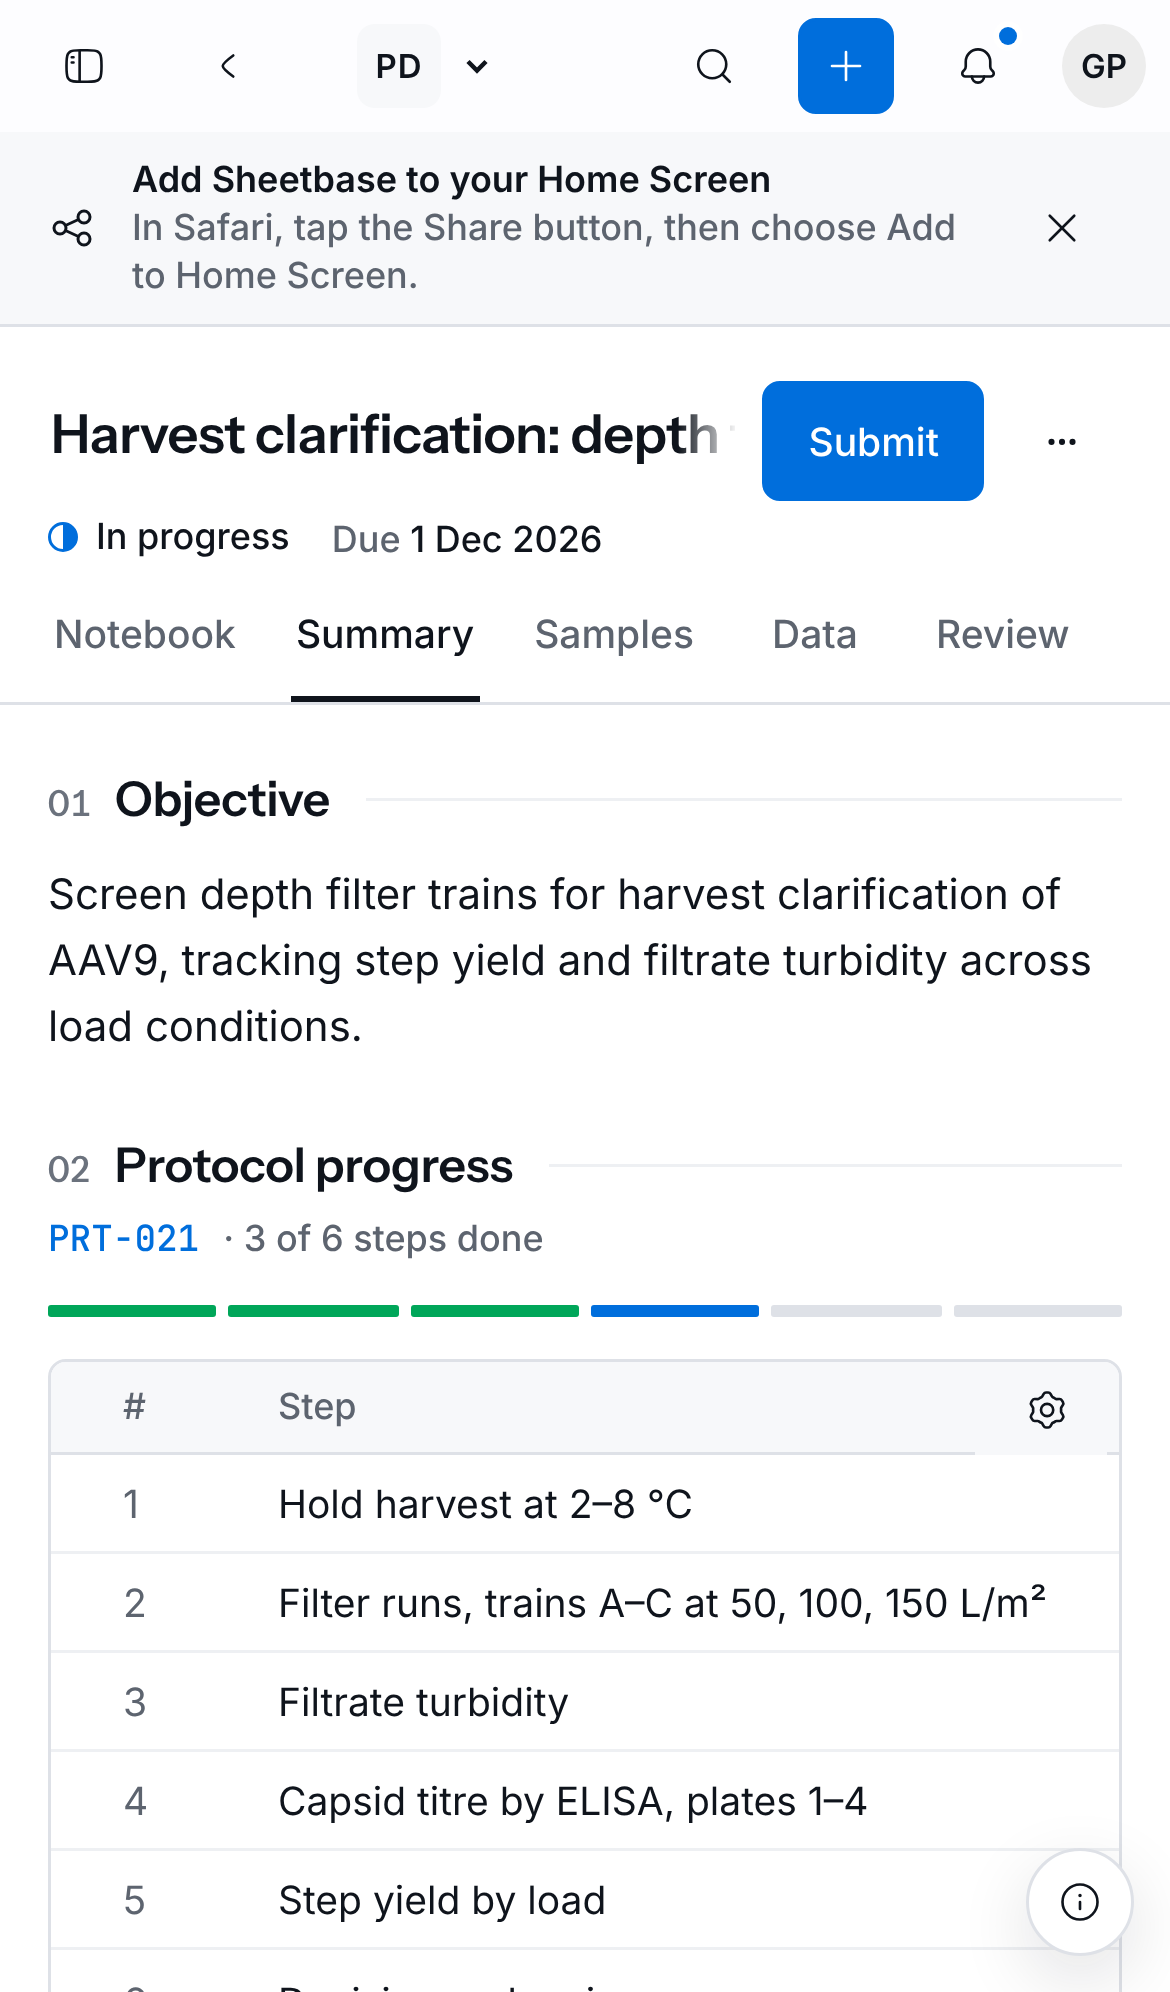 PD
GP
Add Sheetbase to your Home Screen
In Safari, tap the Share button, then choose Add
to Home Screen.
Harvest clarification: depth
Submit
In progress
Due 1 Dec 2026
Notebook
Summary
Samples
Data
Review
01 Objective
Screen depth filter trains for harvest clarification of
AAV9, tracking step yield and filtrate turbidity across
load conditions.
02 Protocol progress
PRT-021 · 3 of 6 steps done
# Step
1 Hold harvest at 2–8 °C
2 Filter runs, trains A–C at 50, 100, 150 L/m²
3 Filtrate turbidity
4 Capsid titre by ELISA, plates 1–4
5 Step yield by load